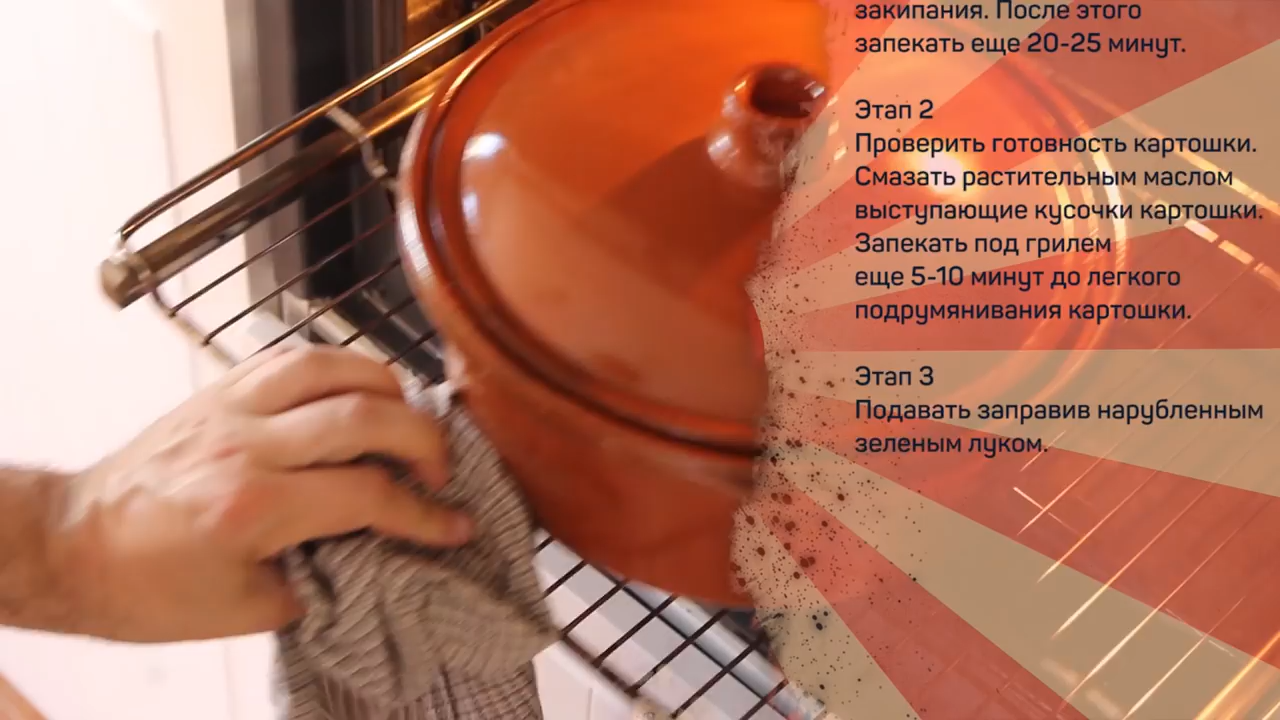 закипания. После этого
запекать еще 20-25 минут.
Этап 2
Проверить готовность картошки.
Смазать растительным маслом
выступающие кусочки картошки.
Запекать под грилем
еще 5-10 минут до легкого
подрумянивания картошки.
Этап 3
Подавать заправив нарубленным
зеленым луком.